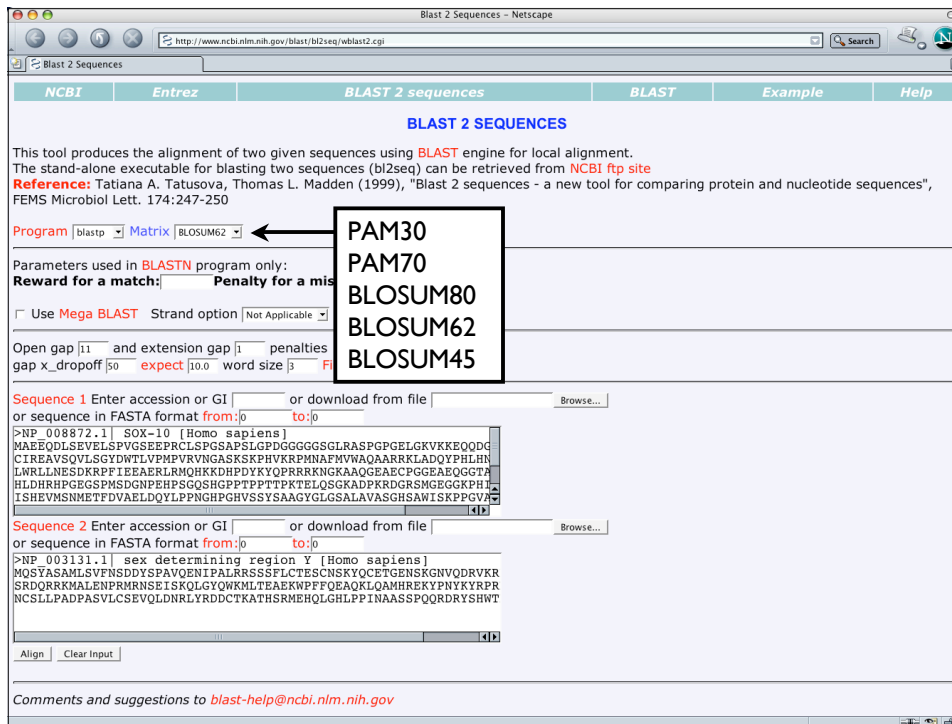 Blast 2 Sequences - Netscape
http://www.ncbi.nlm.nih.gov/blast/bl2seq/wblast2.cgi
Search
N
Blast 2 Sequences
NCBI Entrez BLAST 2 sequences BLAST Example Help
BLAST 2 SEQUENCES
This tool produces the alignment of two given sequences using BLAST engine for local alignment.
The stand-alone executable for blasting two sequences (bl2seq) can be retrieved from NCBI ftp site
Reference: Tatiana A. Tatusova, Thomas L. Madden (1999), "Blast 2 sequences - a new tool for comparing protein and nucleotide sequences",
FEMS Microbiol Lett. 174:247-250
Program blastp Matrix BLOSUM62
PAM30
PAM70
BLOSUM80
BLOSUM62
BLOSUM45
Parameters used in BLASTN program only:
Reward for a match: Penalty for a mis
Use Mega BLAST Strand option Not Applicable
Open gap 11 and extension gap 1 penalties
gap x_dropoff 50 expect 10.0 word size 3 Fi
Sequence 1 Enter accession or GI or download from file Browse...
or sequence in FASTA format from: 0 to: 0
>NP_008872.1| SOX-10 [Homo sapiens]
MAEEQDLSEVELSPVGSEEPRCLSPGSAPSLGPDGGGGGSGLRASPGPGELGKVKKEQQDG
CIREAVSQVLSGYDWTLVPMPVRVNGASKSKPHVKRPMNAFMVWAQAARRKLADQYPHLHN
LWRLLNESDKRPFIEEAERLRMQHKKDHPDYKYQPRRRKNGKAAQGEAECPGGEAEQGGTA
HLDHRHPGEGSPMSDGNPEHPSGQSHGPPTPPTTPKTELQSGKADPKRDGRSMGEGGKPHI
ISHEVMSNMETFDVAELDQYLPPNGHPGHVSSYSAAGYGLGSALAVASGHSAWISKPPGVA
Sequence 2 Enter accession or GI or download from file Browse...
or sequence in FASTA format from: 0 to: 0
>NP_003131.1| sex determining region Y [Homo sapiens]
MQSYASAMLSVFNSDDYSPAVQENIPALRRSSSFLCTESCNSKYQCETGENSKGNVQDRVKR
SRDQRRKMALENPRMRNSEISKQLGYQWKMLTEAEKWPFFQEAQKLQAMHREKYPNYKYRPR
NCSLLPADPASVLCSEVQLDNRLYRDDCTKATHSRMEHQLGHLPPINAASSPQQRDRYSHWT
Align Clear Input
Comments and suggestions to blast-help@ncbi.nlm.nih.gov